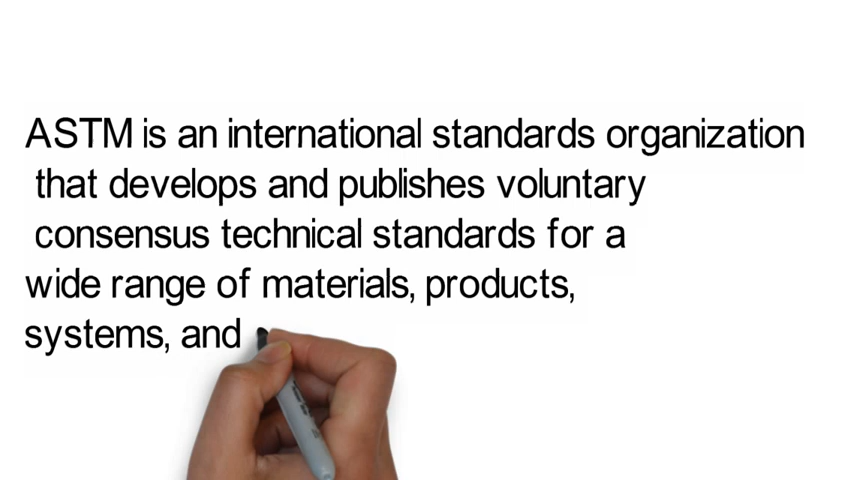 ASTM is an international standards organization
that develops and publishes voluntary
consensus technical standards for a
wide range of materials, products,
systems, and